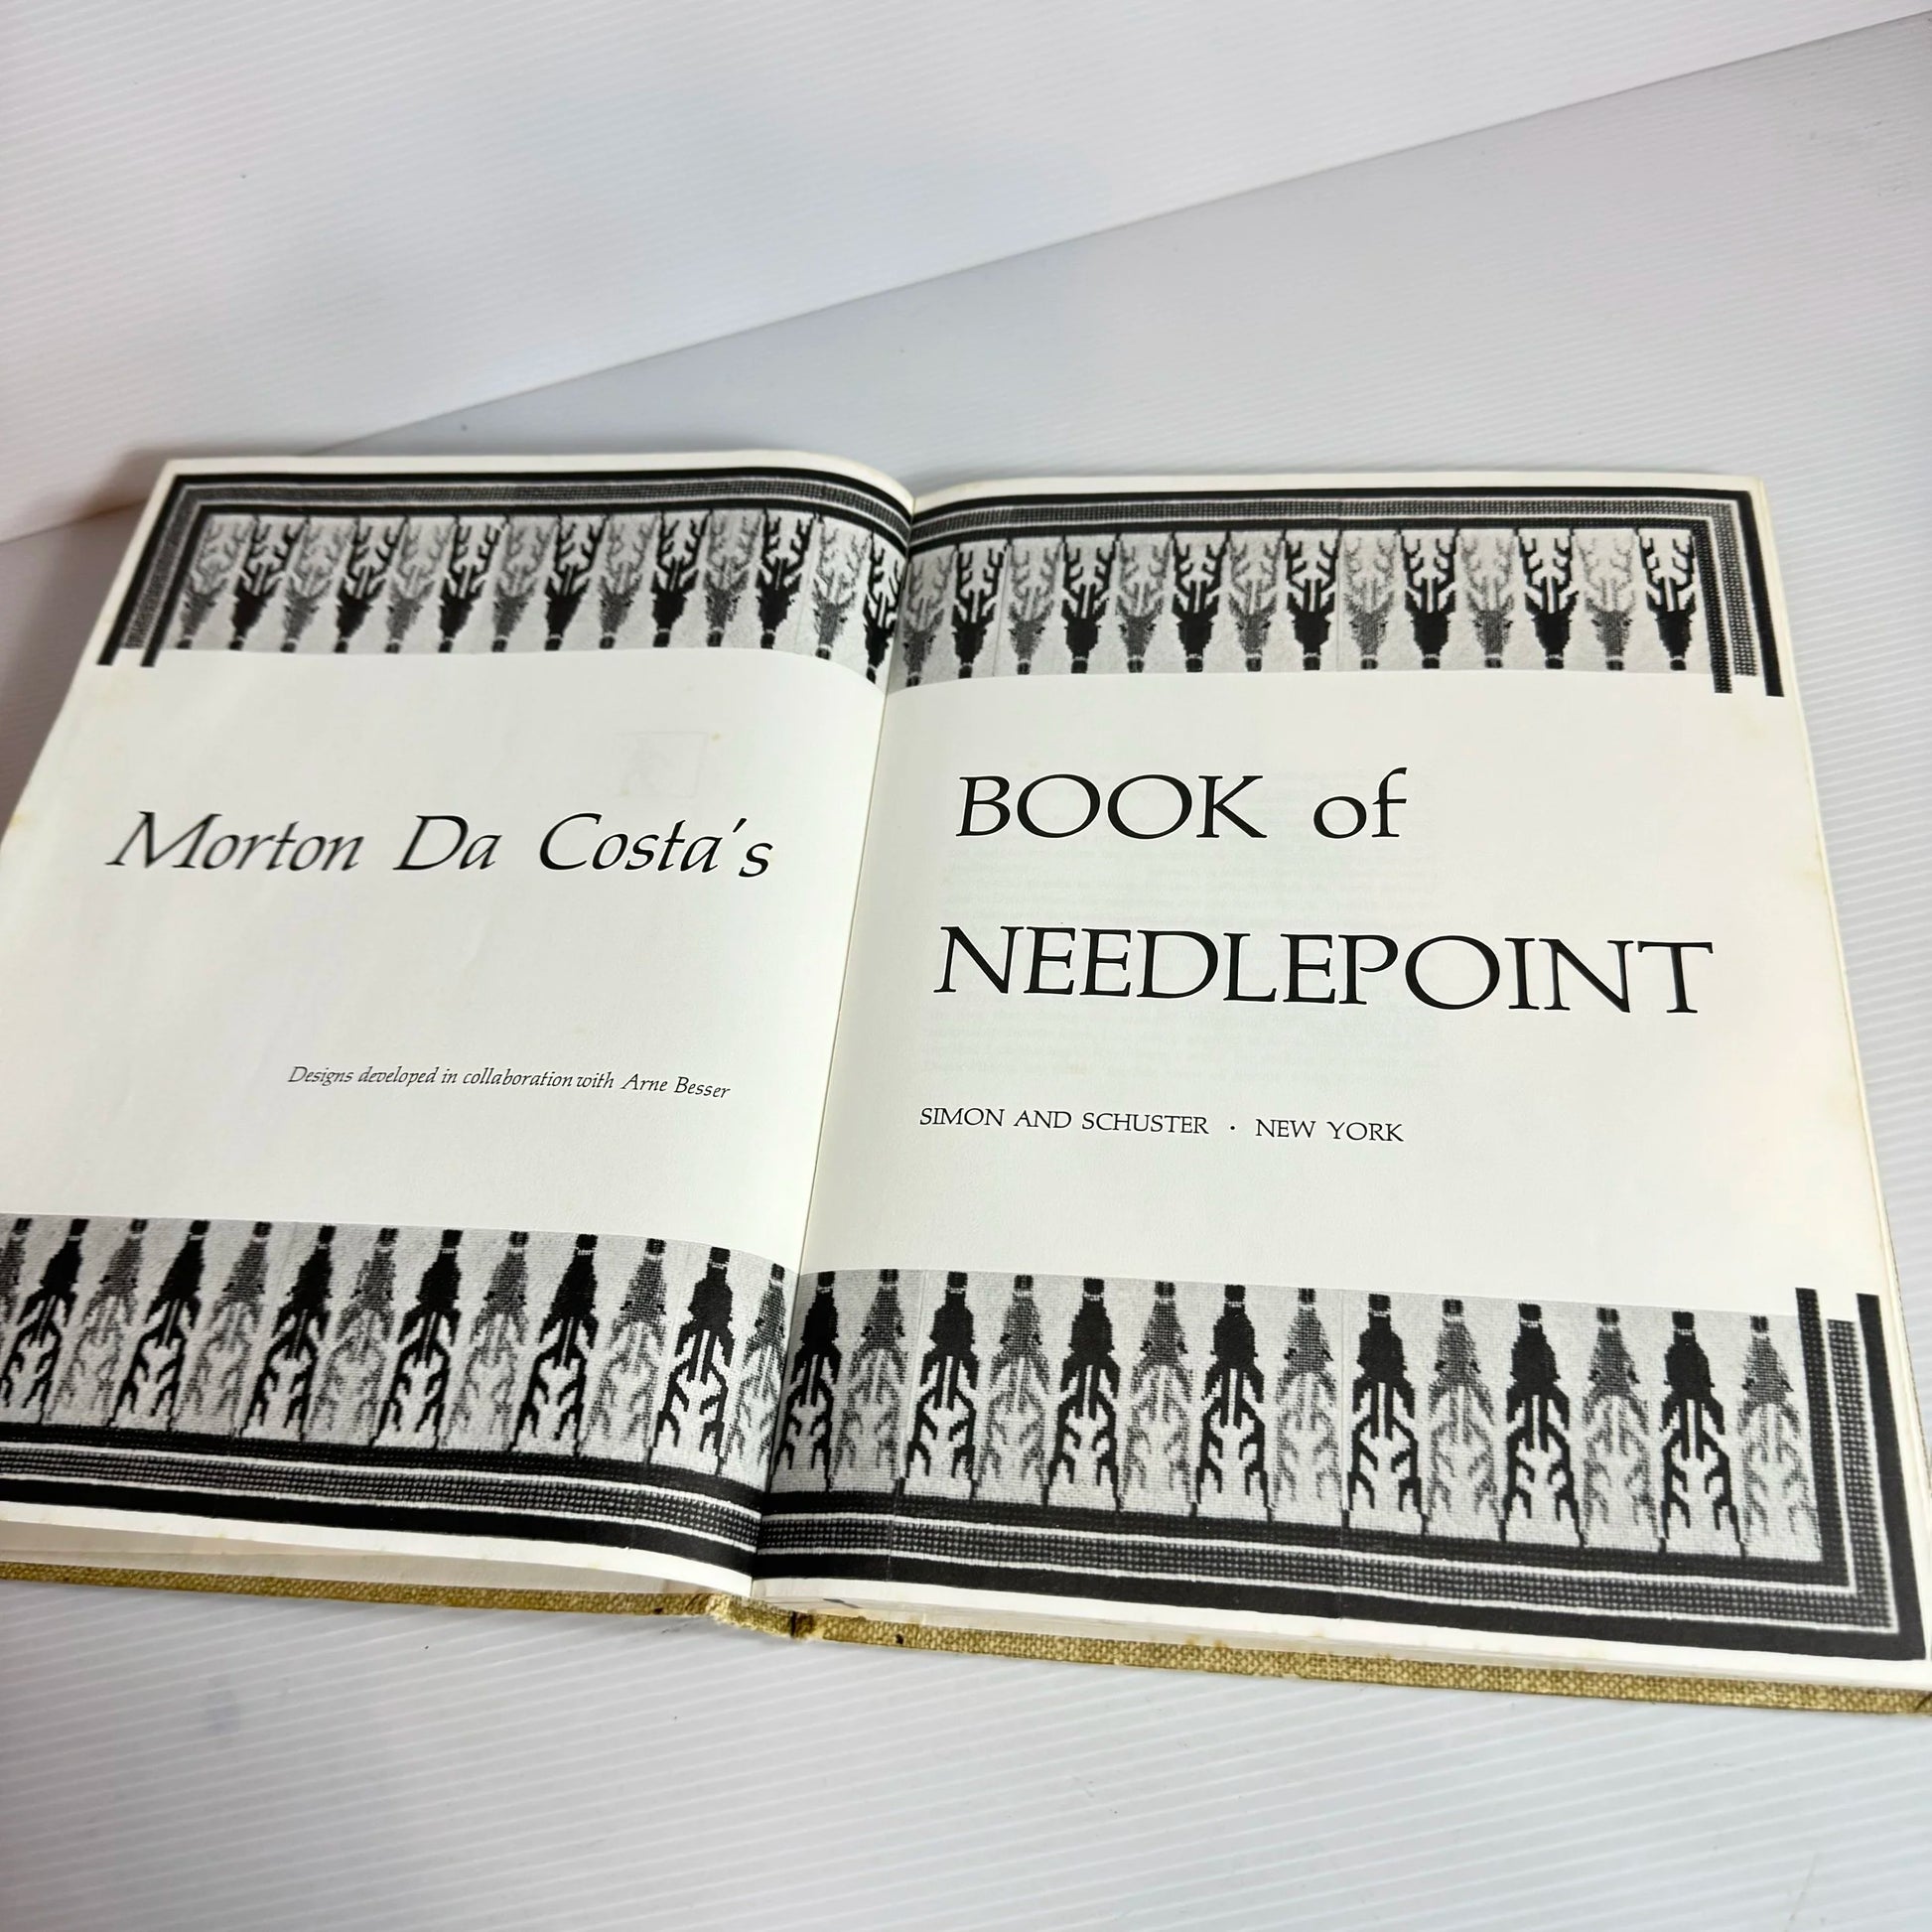 Morton Da Costa's
Designs developed in collaboration with Arne Besser
BOOK of
NEEDLEPOINT
SIMON AND SCHUSTER · NEW YORK